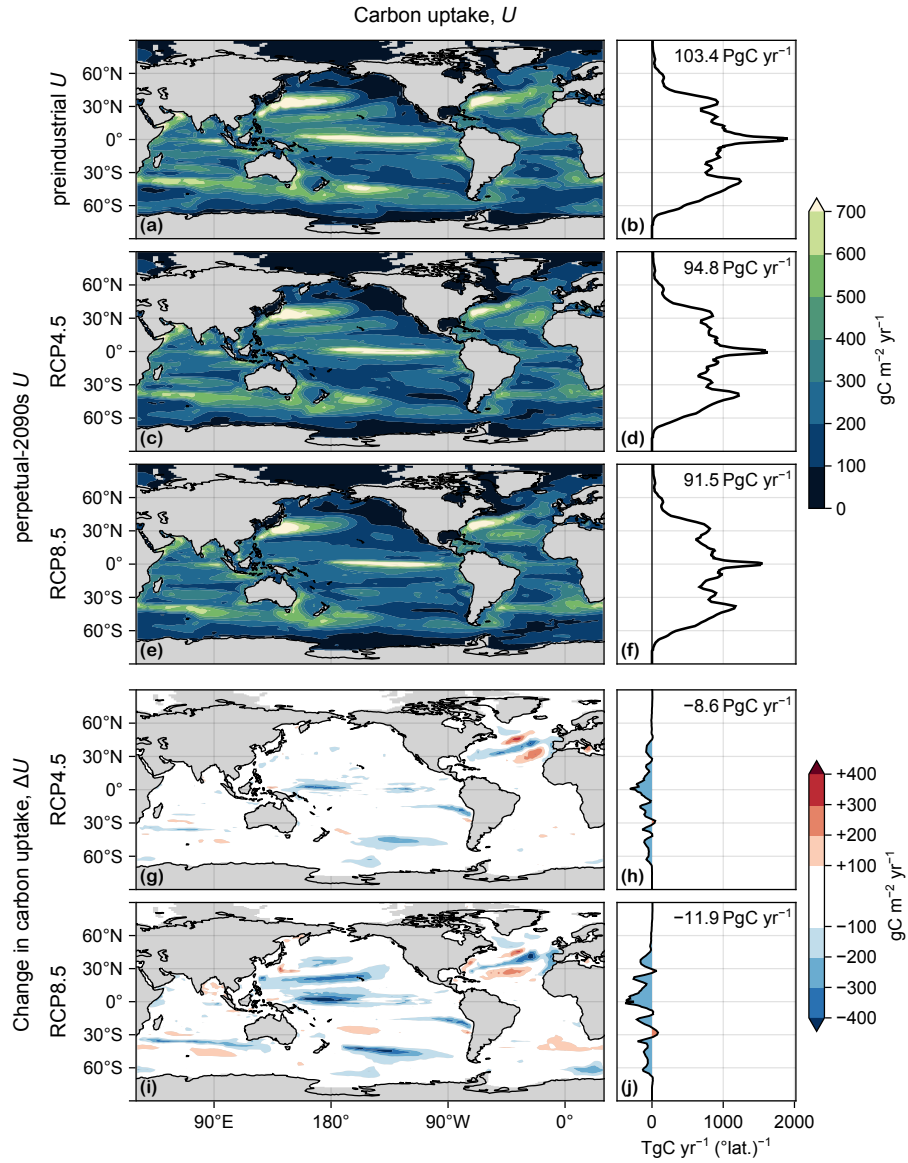 Carbon uptake, U
preindustrial U
60°N
30°N
0°
30°S
60°S
(a)
103.4 PgC yr⁻¹
(b)
perpetual-2090s U
RCP4.5
60°N
30°N
0°
30°S
60°S
(c)
94.8 PgC yr⁻¹
(d)
RCP8.5
60°N
30°N
0°
30°S
60°S
(e)
91.5 PgC yr⁻¹
(f)
700
600
500
400
300
200
100
0
gC m⁻² yr⁻¹
Change in carbon uptake, ΔU
RCP4.5
60°N
30°N
0°
30°S
60°S
(g)
−8.6 PgC yr⁻¹
(h)
RCP8.5
60°N
30°N
0°
30°S
60°S
(i)
−11.9 PgC yr⁻¹
(j)
+400
+300
+200
+100
−100
−200
−300
−400
gC m⁻² yr⁻¹
90°E
180°
90°W
0°
0
1000
2000
TgC yr⁻¹ (°lat.)⁻¹